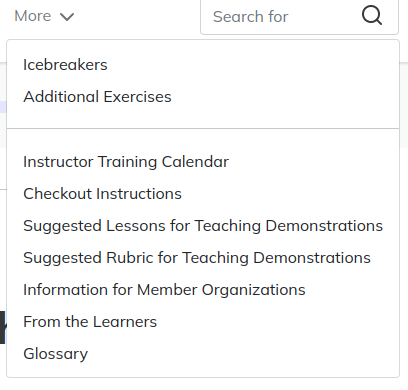 More
Search for
Icebreakers
Additional Exercises
Instructor Training Calendar
Checkout Instructions
Suggested Lessons for Teaching Demonstrations
Suggested Rubric for Teaching Demonstrations
Information for Member Organizations
From the Learners
Glossary